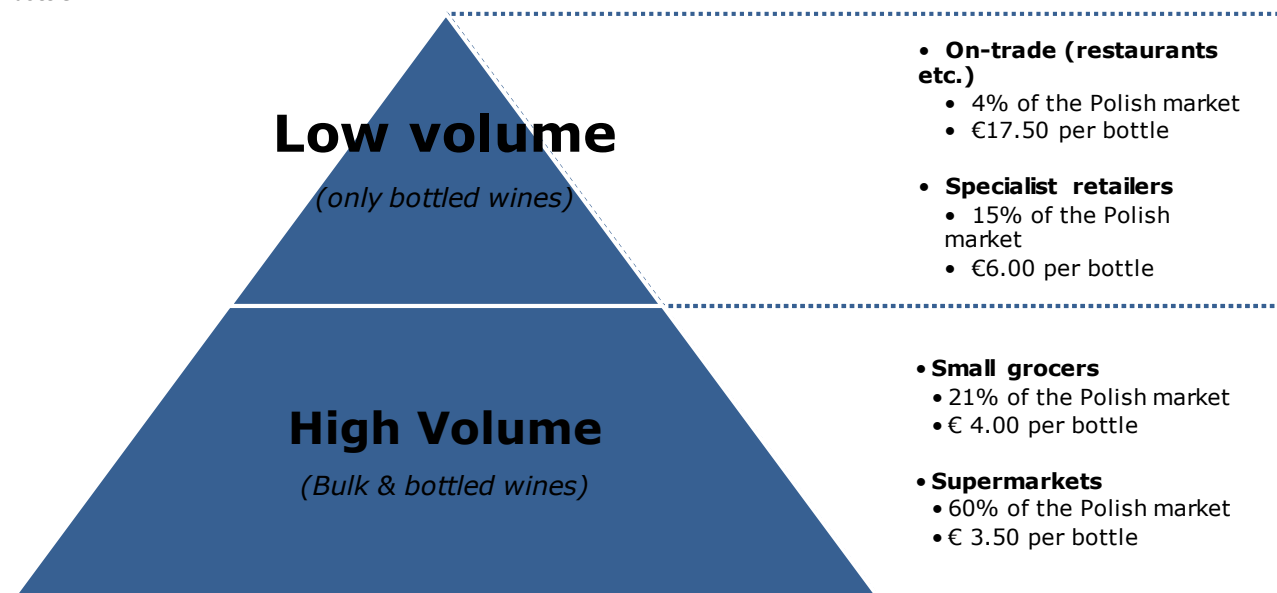 Low volume
(only bottled wines)
High Volume
(Bulk & bottled wines)
• On-trade (restaurants
etc.)
• 4% of the Polish market
• €17.50 per bottle
• Specialist retailers
• 15% of the Polish
market
• €6.00 per bottle
• Small grocers
• 21% of the Polish market
• € 4.00 per bottle
• Supermarkets
• 60% of the Polish market
• € 3.50 per bottle